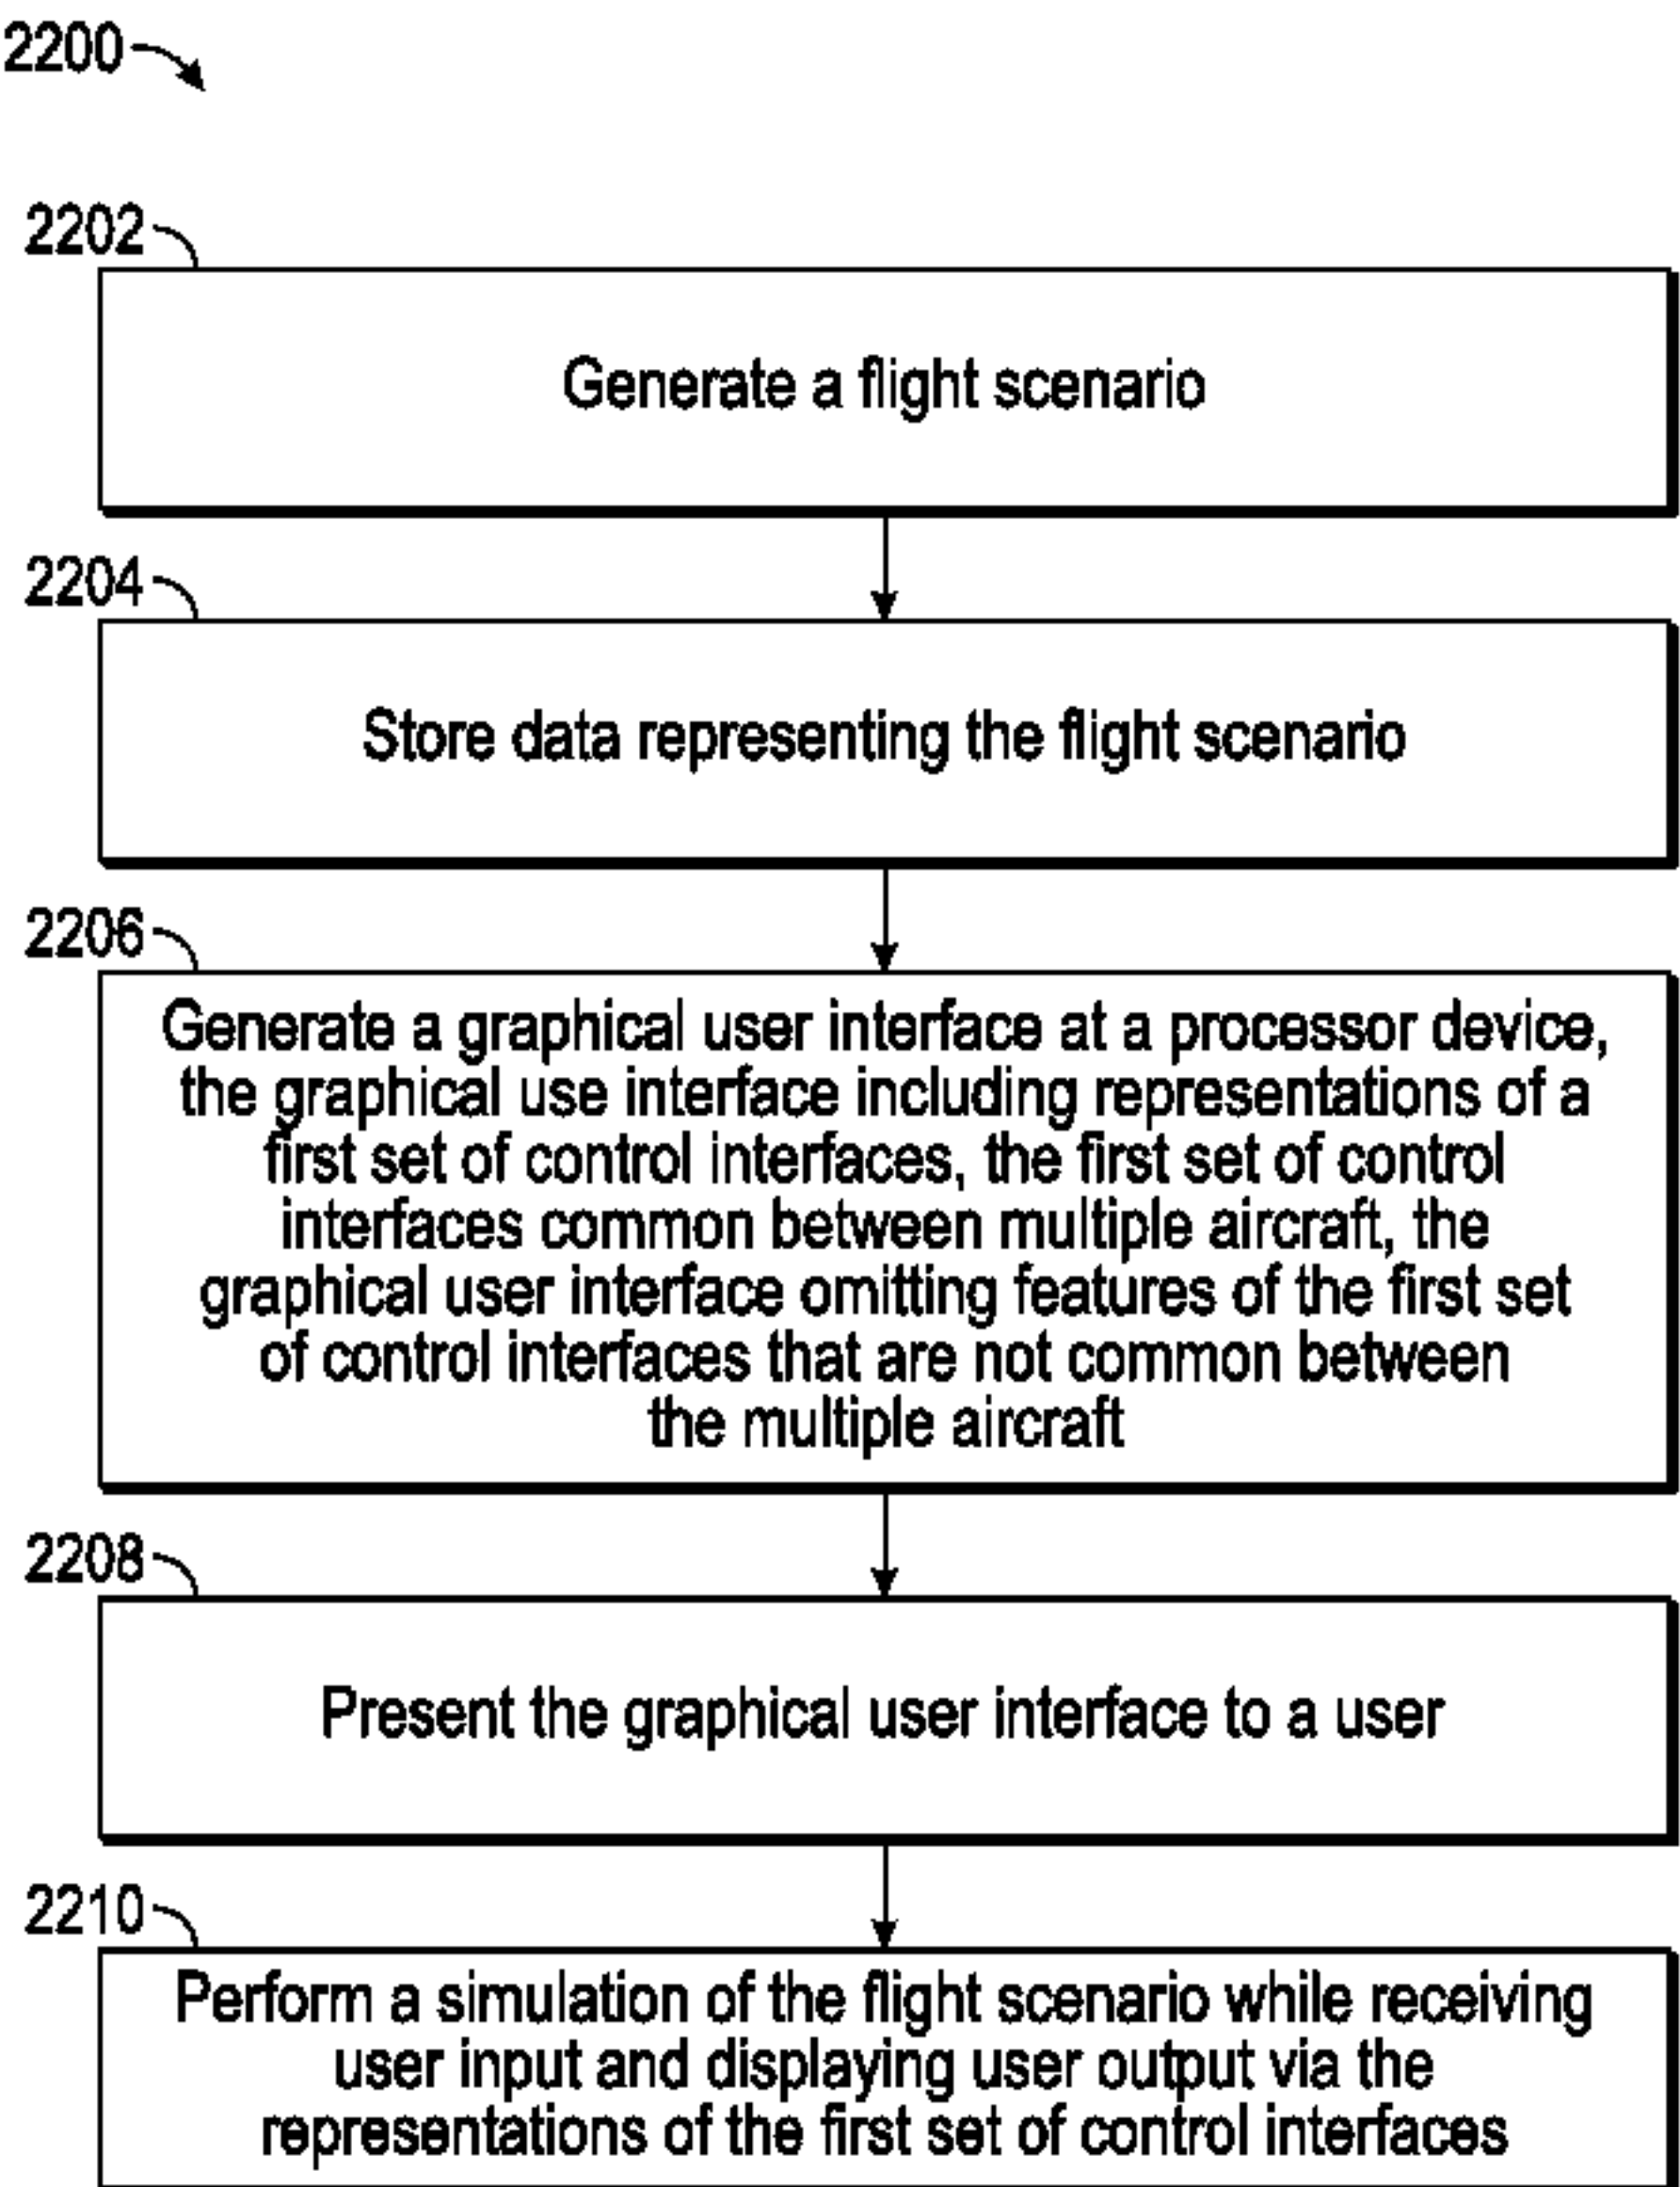 2200
2202
Generate a flight scenario
2204
Store data representing the flight scenario
2206
Generate a graphical user interface at a processor device,
the graphical use interface including representations of a
first set of control interfaces, the first set of control
interfaces common between multiple aircraft, the
graphical user interface omitting features of the first set
of control interfaces that are not common between
the multiple aircraft
2208
Present the graphical user interface to a user
2210
Perform a simulation of the flight scenario while receiving
user input and displaying user output via the
representations of the first set of control interfaces